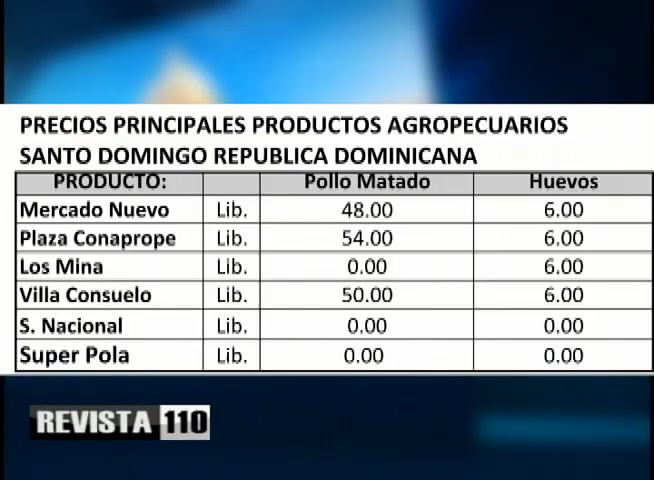 PRECIOS PRINCIPALES PRODUCTOS AGROPECUARIOS
SANTO DOMINGO REPUBLICA DOMINICANA
PRODUCTO: Pollo Matado Huevos
Mercado Nuevo Lib. 48.00 6.00
Plaza Conaprope Lib. 54.00 6.00
Los Mina Lib. 0.00 6.00
Villa Consuelo Lib. 50.00 6.00
S. Nacional Lib. 0.00 0.00
Super Pola Lib. 0.00 0.00
REVISTA 110